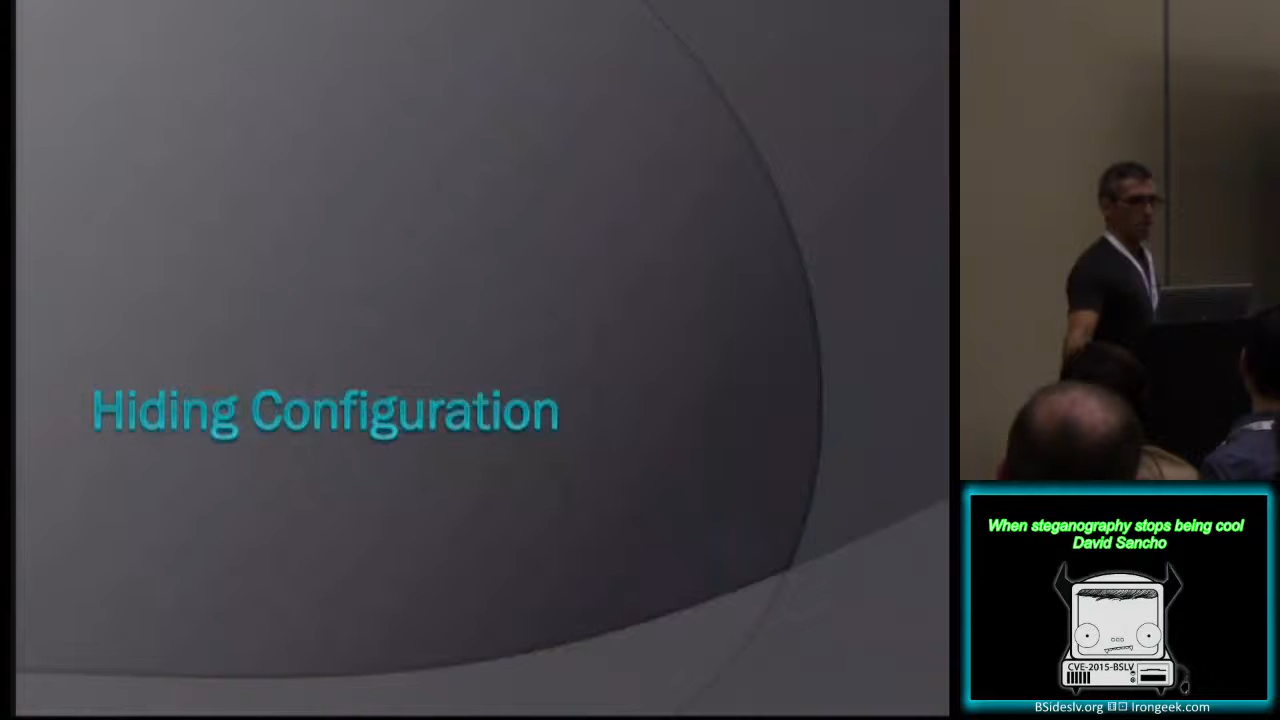 Hiding Configuration
When steganography stops being cool
David Sancho
CVE-2015-BSLV
BSideslv.org Irongeek.com